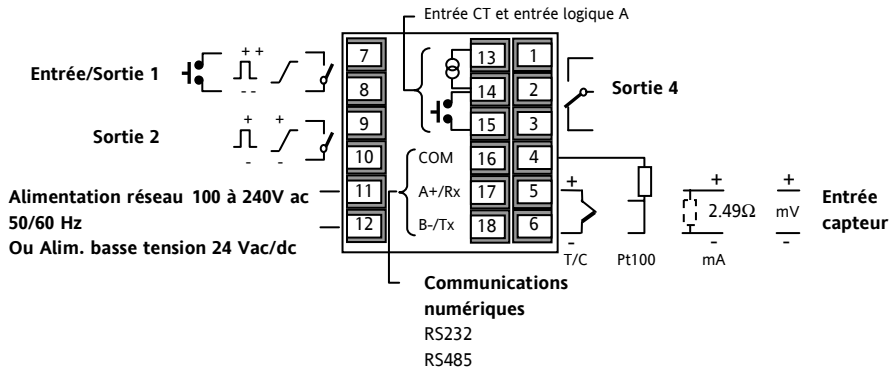 Entrée CT et entrée logique A
Entrée/Sortie 1
+ +
- -
7
8
13
14
15
1
2
3
Sortie 4
Sortie 2
+ +
- -
9
10
COM
16
4
Alimentation réseau 100 à 240V ac
50/60 Hz
Ou Alim. basse tension 24 Vac/dc
11
12
A+/Rx
B-/Tx
17
18
5
6
+
-
T/C
Pt100
+
2.49Ω
-
mA
+
mV
-
Entrée
capteur
Communications
numériques
RS232
RS485